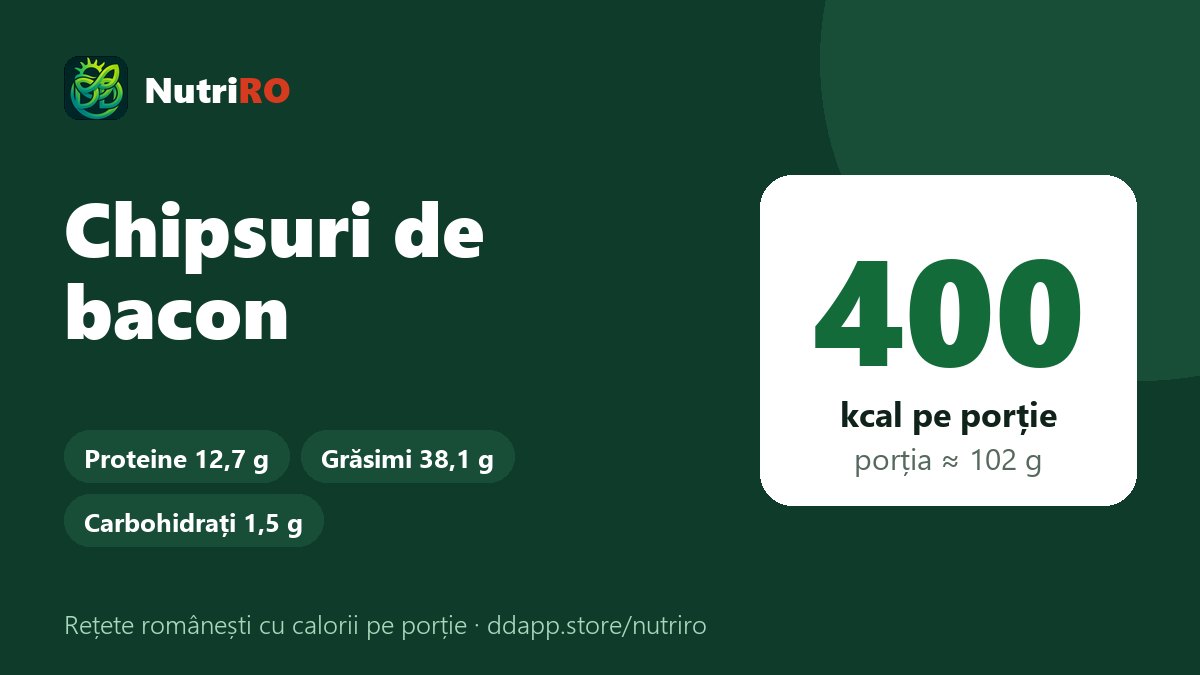 NutriRO
Chipsuri de
bacon
400
kcal pe porție
porția ≈ 102 g
Proteine 12,7 g
Grăsimi 38,1 g
Carbohidrați 1,5 g
Rețete românești cu calorii pe porție · ddapp.store/nutriro